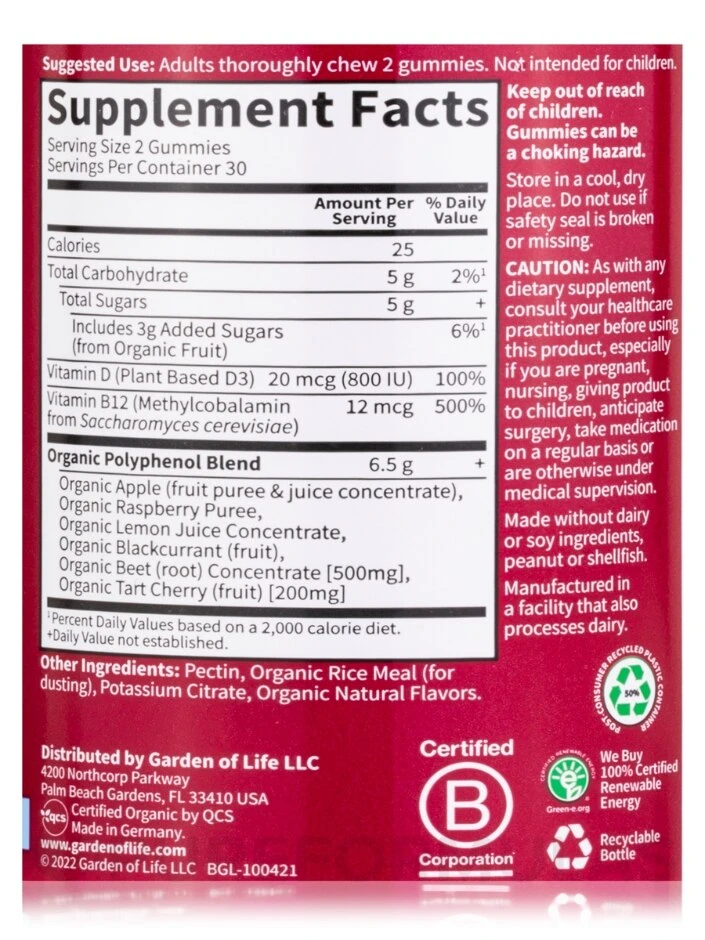 Suggested Use: Adults thoroughly chew 2 gummies. Not intended for children.
Supplement Facts
Serving Size 2 Gummies
Servings Per Container 30
Amount Per Serving % Daily Value
Calories 25
Total Carbohydrate 5 g 2%¹
Total Sugars 5 g +
Includes 3g Added Sugars 6%¹
(from Organic Fruit)
Vitamin D (Plant Based D3) 20 mcg (800 IU) 100%
Vitamin B12 (Methylcobalamin 12 mcg 500%
from Saccharomyces cerevisiae)
Organic Polyphenol Blend 6.5 g +
Organic Apple (fruit puree & juice concentrate),
Organic Raspberry Puree,
Organic Lemon Juice Concentrate,
Organic Blackcurrant (fruit),
Organic Beet (root) Concentrate [500mg],
Organic Tart Cherry (fruit) [200mg]
¹Percent Daily Values based on a 2,000 calorie diet.
+Daily Value not established.
Keep out of reach
of children.
Gummies can be
a choking hazard.
Store in a cool, dry
place. Do not use if
safety seal is broken
or missing.
CAUTION: As with any
dietary supplement,
consult your healthcare
practitioner before using
this product, especially
if you are pregnant,
nursing, giving product
to children, anticipate
surgery, take medication
on a regular basis or
are otherwise under
medical supervision.
Made without dairy
or soy ingredients,
peanut or shellfish.
Manufactured in
a facility that also
processes dairy.
Other Ingredients: Pectin, Organic Rice Meal (for
dusting), Potassium Citrate, Organic Natural Flavors.
POST-CONSUMER RECYCLED PLASTIC CONTAINER
50%
Distributed by Garden of Life LLC
4200 Northcorp Parkway
Palm Beach Gardens, FL 33410 USA
qcs
Certified Organic by QCS
Made in Germany.
www.gardenoflife.com
© 2022 Garden of Life LLC BGL-100421
Certified
B
Corporation
CERTIFIED RENEWABLE ENERGY
Green-e.org
We Buy
100% Certified
Renewable
Energy
Recyclable
Bottle